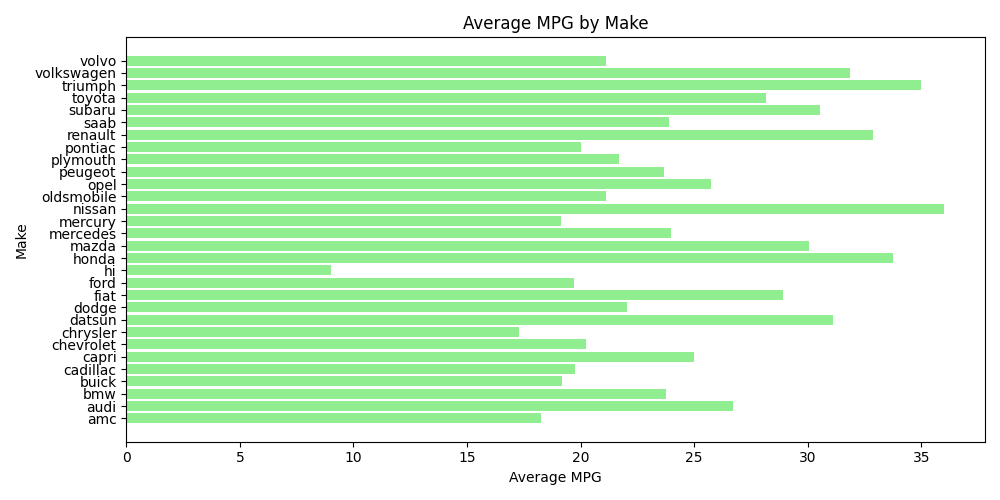 Average MPG by Make
volvo
volkswagen
triumph
toyota
subaru
saab
renault
pontiac
plymouth
peugeot
opel
oldsmobile
nissan
mercury
mercedes
mazda
honda
hi
ford
fiat
dodge
datsun
chrysler
chevrolet
capri
cadillac
buick
bmw
audi
amc
Make
0 5 10 15 20 25 30 35
Average MPG